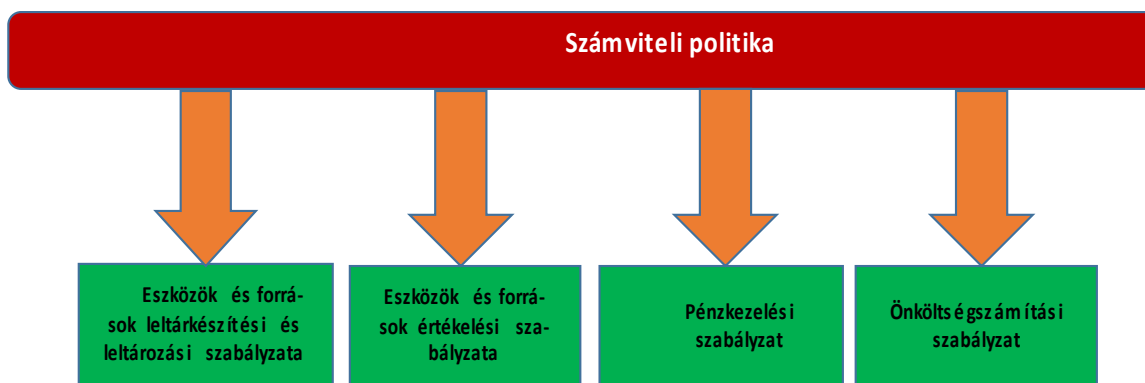 Számviteli politika
Eszközök és forrá-
sok leltárkészítési és
leltározási szabályzata
Eszközök és forrá-
sok értékelési sza-
bályzata
Pénzkezelési
szabályzat
Önköltségszámítási
szabályzat